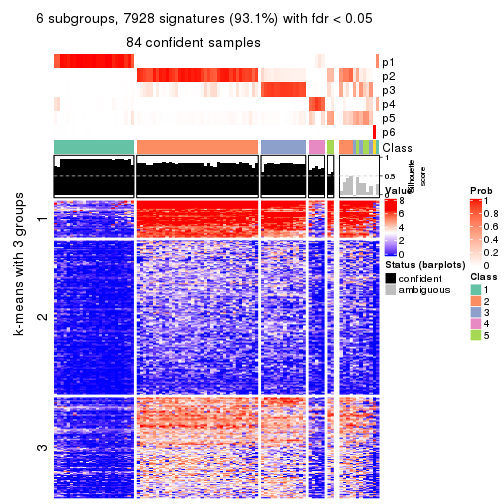 6 subgroups, 7928 signatures (93.1%) with fdr < 0.05
84 confident samples
p1
p2
p3
p4
p5
p6
Class
1
0.5
0
Silhouette
score
k-means with 3 groups
1
2
3
Value
8
6
4
2
0
Status (barplots)
confident
ambiguous
Prob
1
0.8
0.6
0.4
0.2
0
Class
1
2
3
4
5